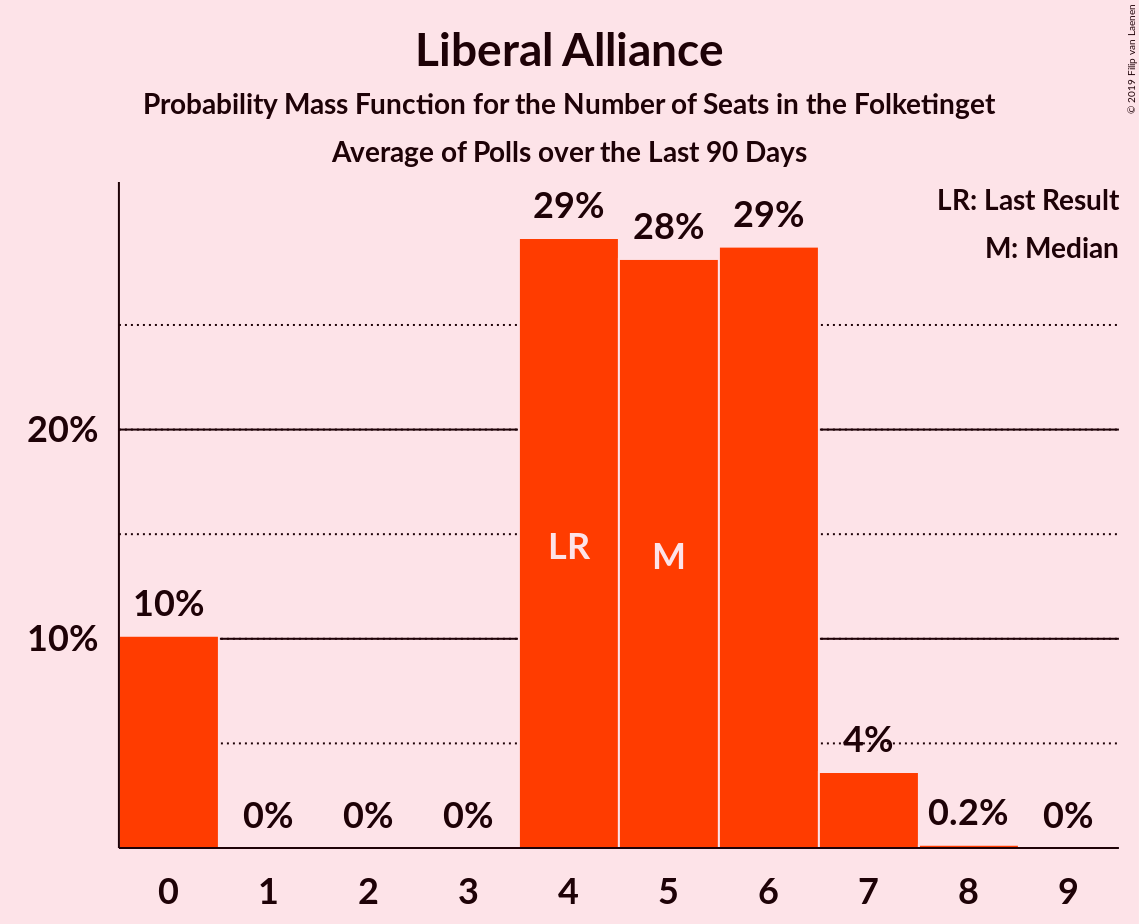 Liberal Alliance
Probability Mass Function for the Number of Seats in the Folketinget
Average of Polls over the Last 90 Days
© 2019 Filip van Laenen
LR: Last Result
M: Median
29%
28%
29%
20%
LR
M
10%
10%
4%
0%
0%
0%
0.2%
0%
0
1
2
3
4
5
6
7
8
9